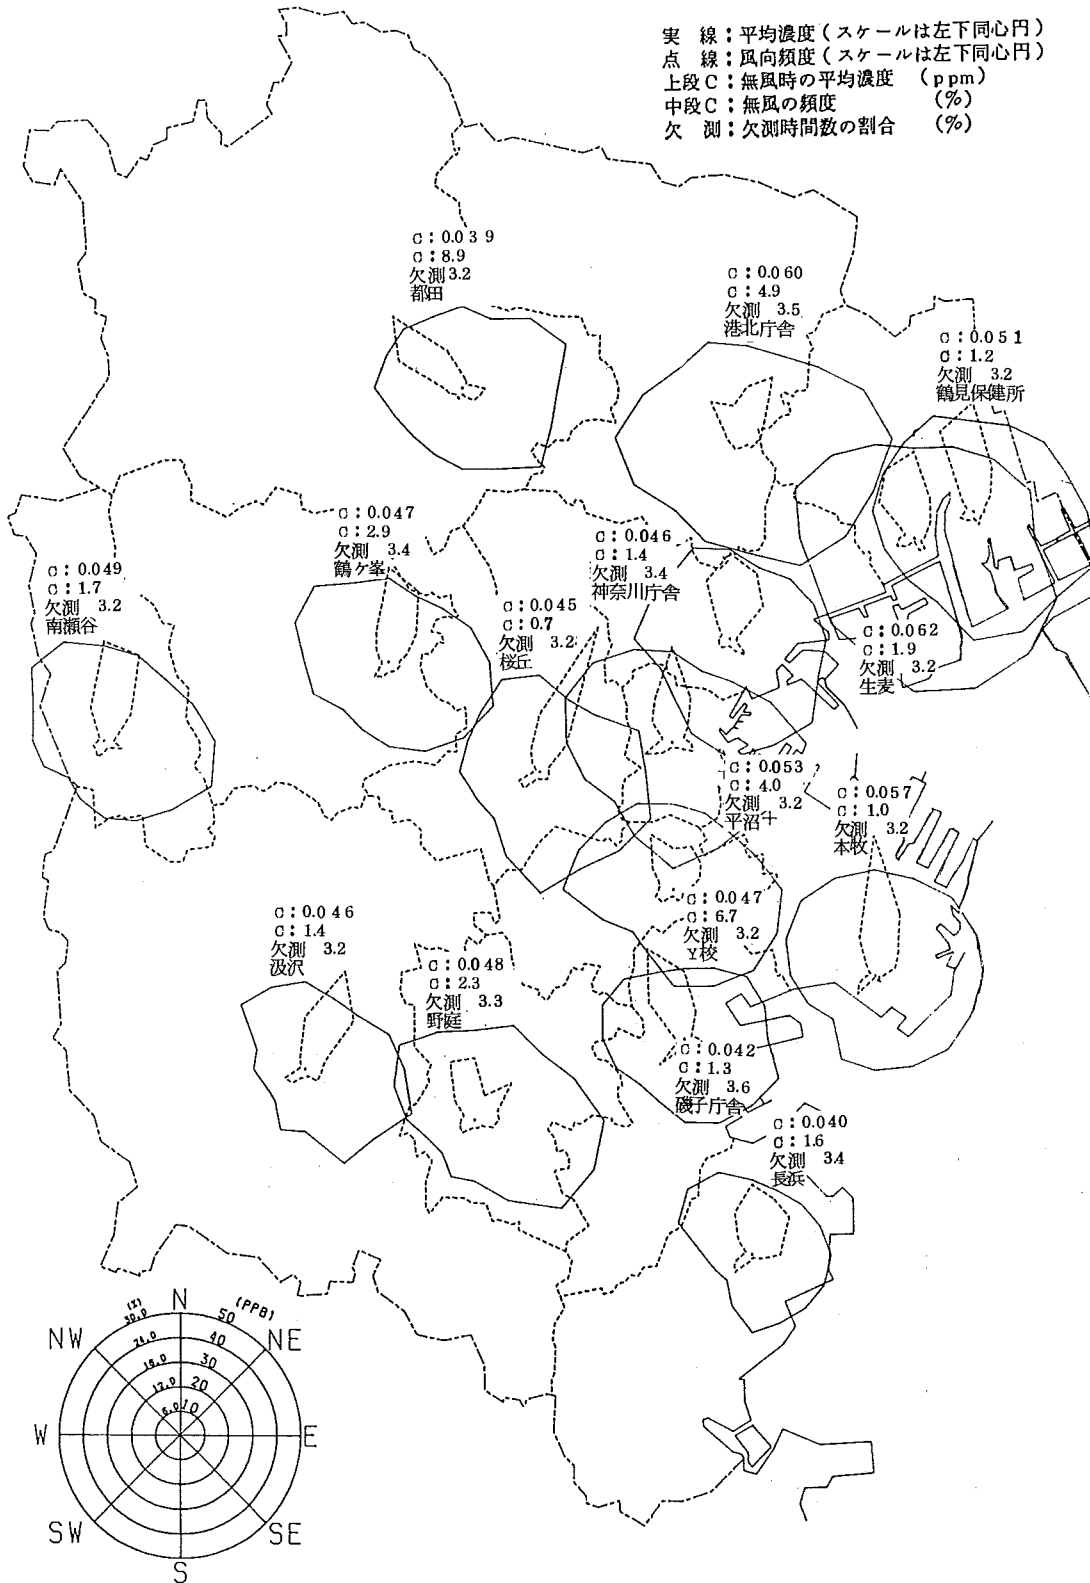 実線：平均濃度（スケールは左下同心円）
点線：風向頻度（スケールは左下同心円）
上段C：無風時の平均濃度 （ppm）
中段C：無風の頻度 （％）
欠測：欠測時間数の割合 （％）
C：0.039
C：8.9
欠測 3.2
都田
C：0.060
C：4.9
欠測 3.5
港北庁舎
C：0.051
C：1.2
欠測 3.2
鶴見保健所
C：0.047
C：2.9
欠測 3.4
鶴ケ峯
C：0.046
C：1.4
欠測 3.4
神奈川庁舎
C：0.049
C：1.7
欠測 3.2
南瀬谷
C：0.045
C：0.7
欠測 3.2
桜丘
C：0.062
C：1.9
欠測 3.2
生麦
C：0.053
C：4.0
欠測 3.2
平沼
C：0.057
C：1.0
欠測 3.2
本牧
C：0.047
C：6.7
欠測 3.2
Y校
C：0.046
C：1.4
欠測 3.2
汲沢
C：0.048
C：2.3
欠測 3.3
野庭
C：0.042
C：1.3
欠測 3.6
磯子庁舎
C：0.040
C：1.6
欠測 3.4
長浜
N
(%) (PPB)
30.0 50
NW NE
24.0 40
18.0 30
12.0 20
6.0 10
W E
SW SE
S